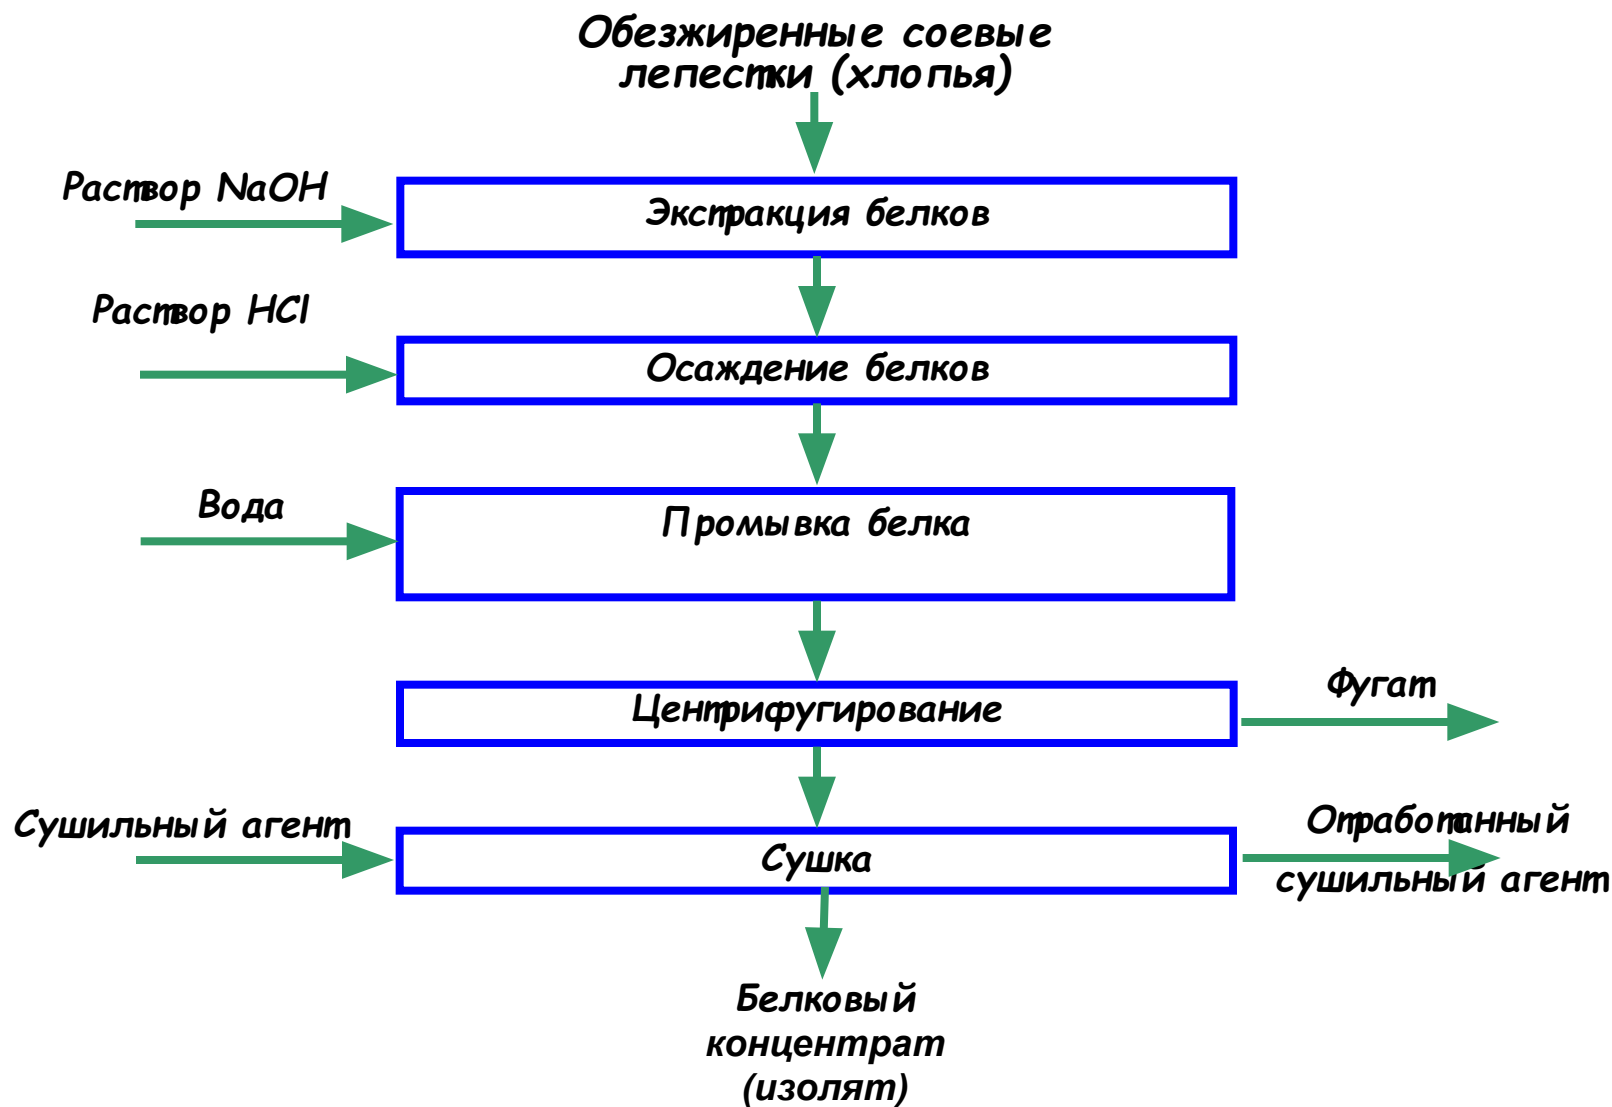 Обезжиренные соевые
лепестки (хлопья)
Раствор NaOH
Экстракция белков
Раствор HCl
Осаждение белков
Вода
Промывка белка
Центрифугирование
Фугат
Сушильный агент
Сушка
Отработанный
сушильный агент
Белковый
концентрат
(изолят)